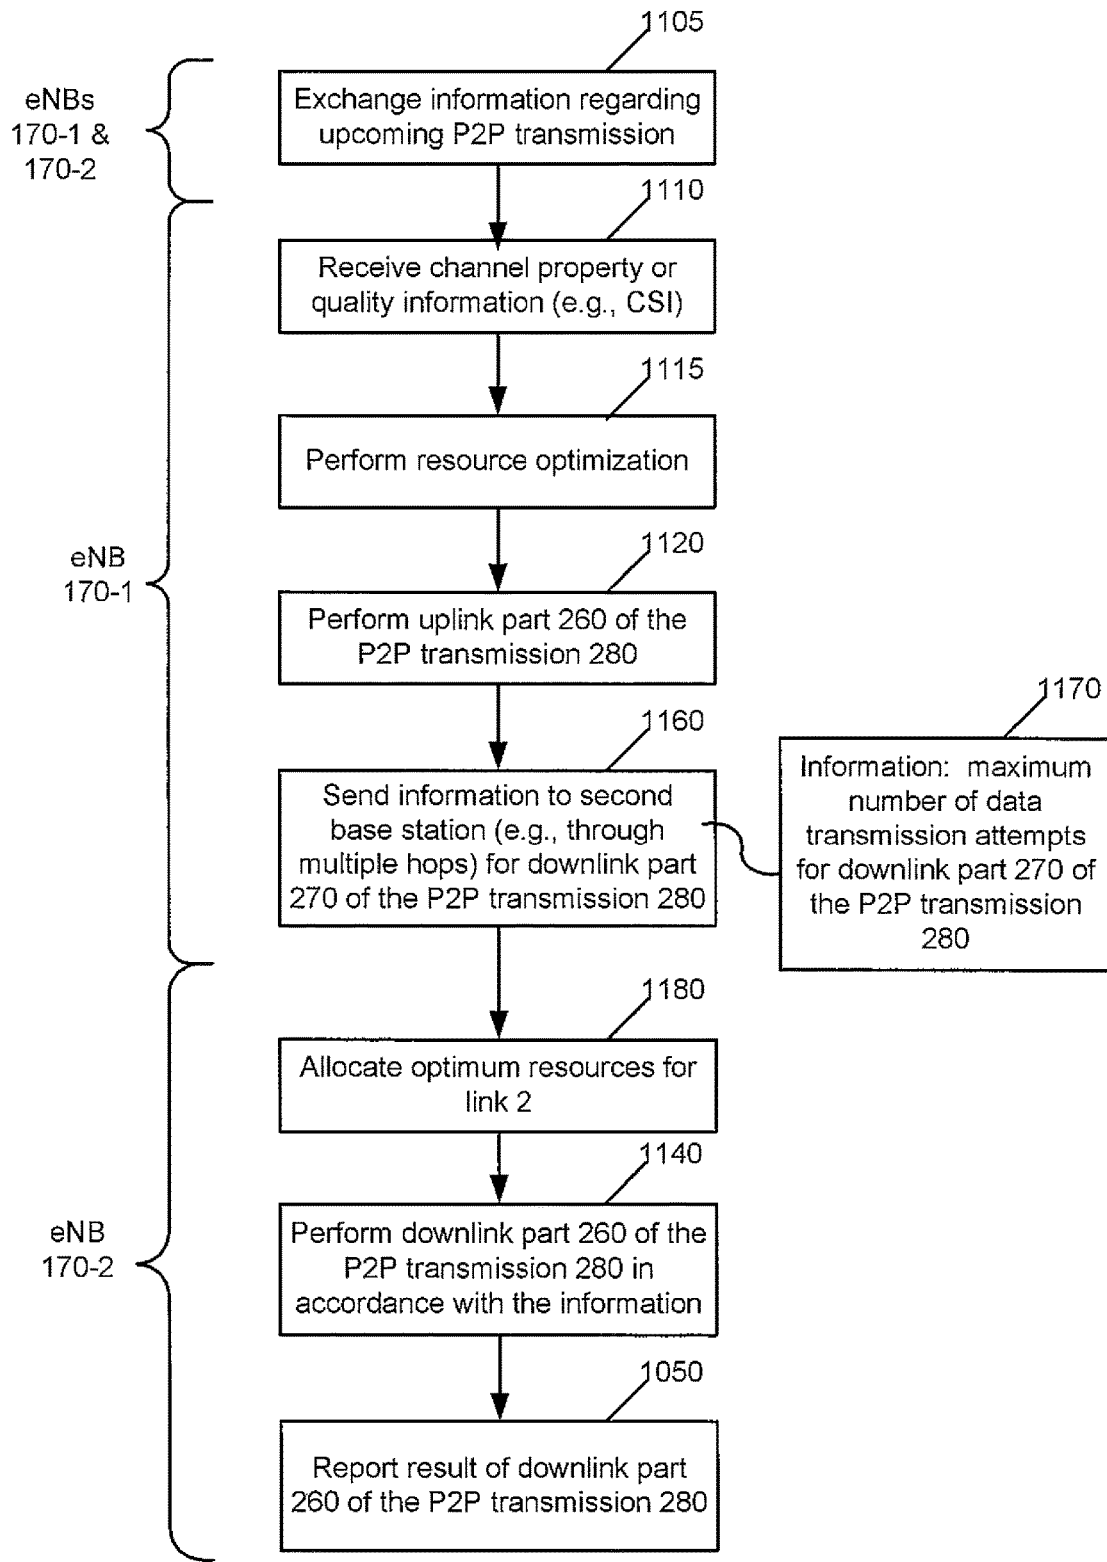 1105
eNBs
170-1 &
170-2
Exchange information regarding
upcoming P2P transmission
1110
Receive channel property or
quality information (e.g., CSI)
1115
Perform resource optimization
eNB
170-1
1120
Perform uplink part 260 of the
P2P transmission 280
1160
Send information to second
base station (e.g., through
multiple hops) for downlink part
270 of the P2P transmission 280
1170
Information: maximum
number of data
transmission attempts
for downlink part 270 of
the P2P transmission
280
1180
Allocate optimum resources for
link 2
eNB
170-2
1140
Perform downlink part 260 of the
P2P transmission 280 in
accordance with the information
1050
Report result of downlink part
260 of the P2P transmission 280